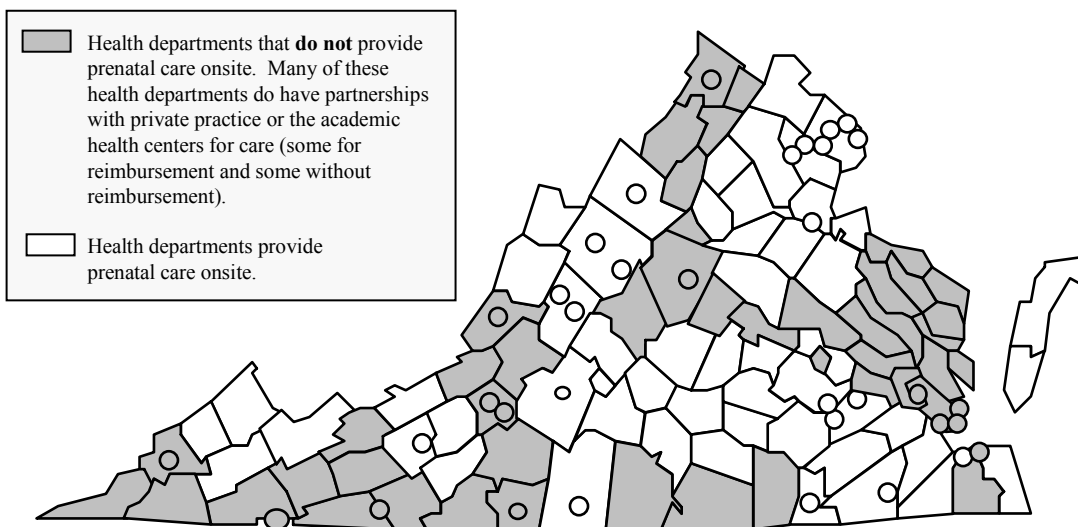 Health departments that do not provide
prenatal care onsite. Many of these
health departments do have partnerships
with private practice or the academic
health centers for care (some for
reimbursement and some without
reimbursement).
Health departments provide
prenatal care onsite.